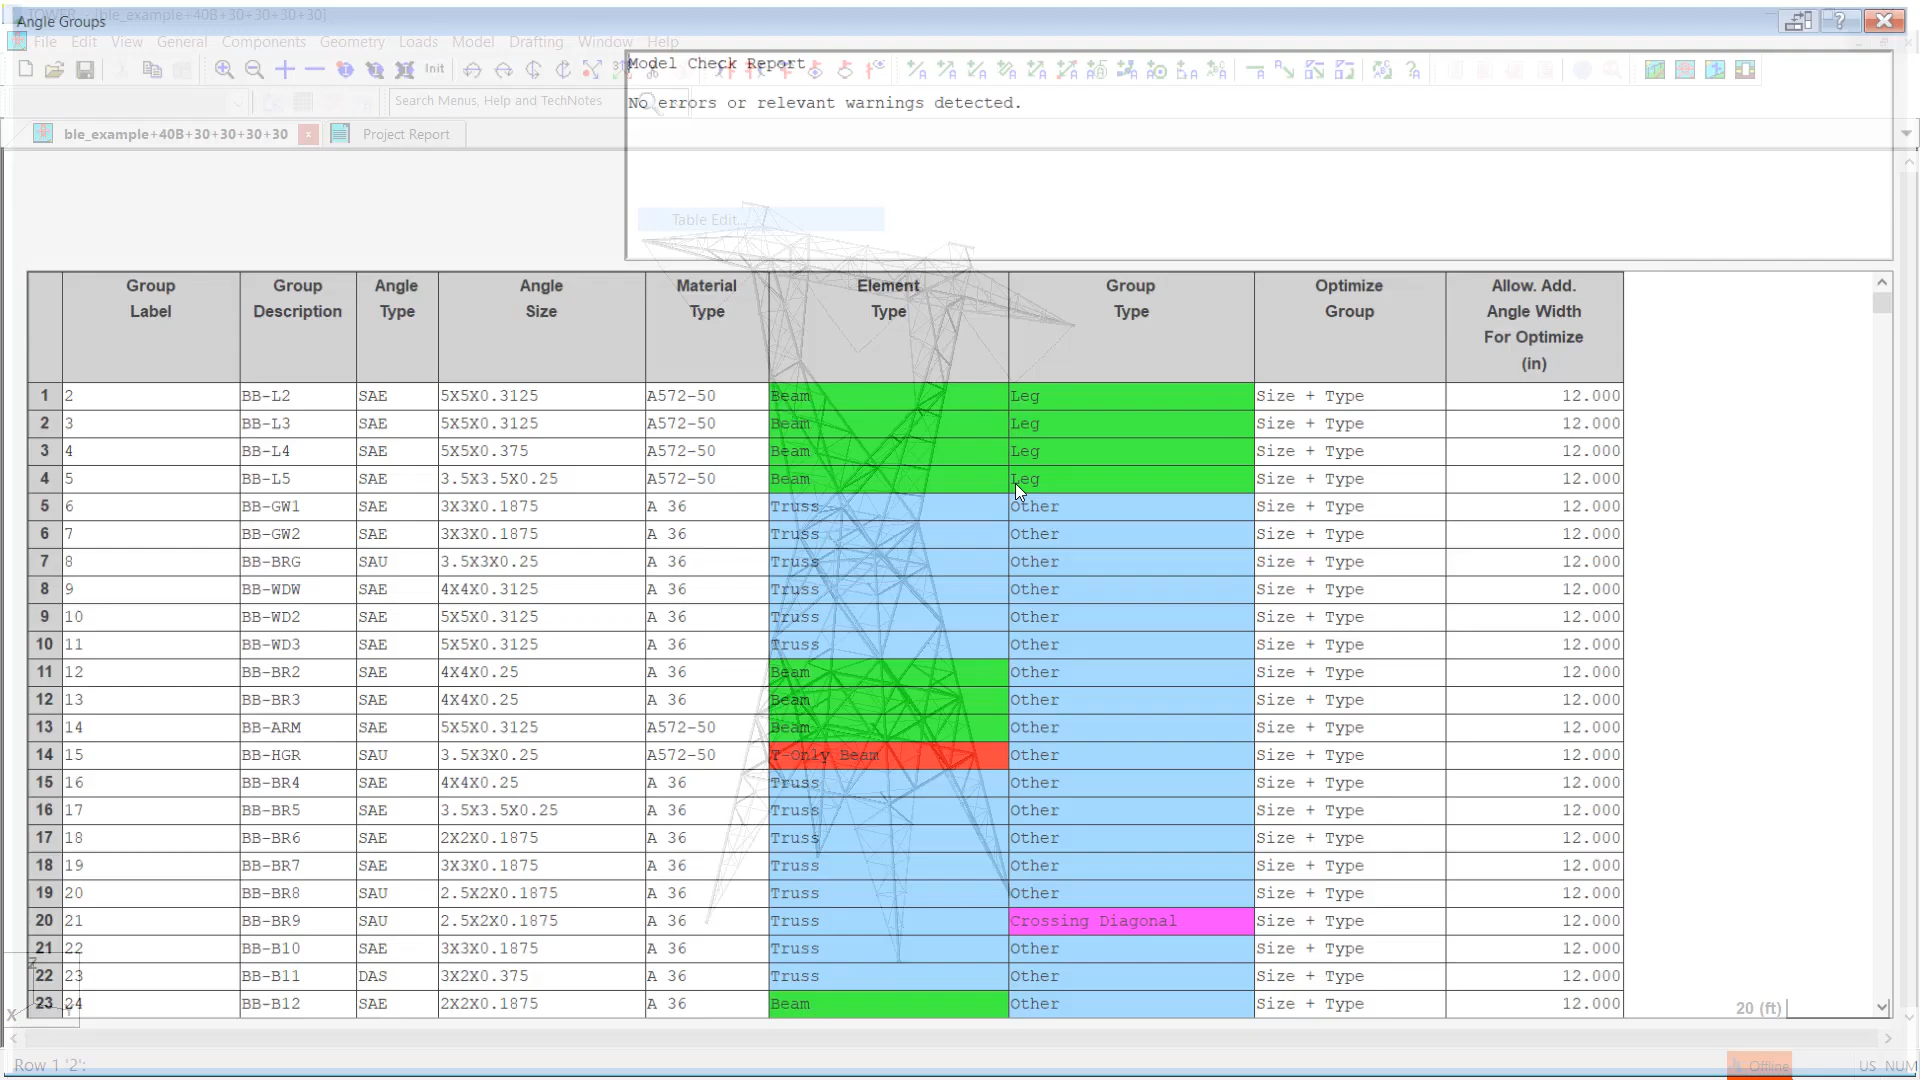 TOWER - [ble_example+40B+30+30+30+30]
Angle Groups
File Edit View General Components Geometry Loads Model Drafting Window Help
Init
Model Check Report
Search Menus, Help and TechNotes
No errors or relevant warnings detected.
ble_example+40B+30+30+30+30 x Project Report
Table Edit...
Group Label Group Description Angle Type Angle Size Material Type Element Type Group Type Optimize Group Allow. Add. Angle Width For Optimize (in)
1 2 BB-L2 SAE 5X5X0.3125 A572-50 Beam Leg Size + Type 12.000
2 3 BB-L3 SAE 5X5X0.3125 A572-50 Beam Leg Size + Type 12.000
3 4 BB-L4 SAE 5X5X0.375 A572-50 Beam Leg Size + Type 12.000
4 5 BB-L5 SAE 3.5X3.5X0.25 A572-50 Beam Leg Size + Type 12.000
5 6 BB-GW1 SAE 3X3X0.1875 A 36 Truss Other Size + Type 12.000
6 7 BB-GW2 SAE 3X3X0.1875 A 36 Truss Other Size + Type 12.000
7 8 BB-BRG SAU 3.5X3X0.25 A 36 Truss Other Size + Type 12.000
8 9 BB-WDW SAE 4X4X0.3125 A 36 Truss Other Size + Type 12.000
9 10 BB-WD2 SAE 5X5X0.3125 A 36 Truss Other Size + Type 12.000
10 11 BB-WD3 SAE 5X5X0.3125 A 36 Truss Other Size + Type 12.000
11 12 BB-BR2 SAE 4X4X0.25 A 36 Beam Other Size + Type 12.000
12 13 BB-BR3 SAE 4X4X0.25 A 36 Beam Other Size + Type 12.000
13 14 BB-ARM SAE 5X5X0.3125 A572-50 Beam Other Size + Type 12.000
14 15 BB-HGR SAU 3.5X3X0.25 A572-50 T-Only Beam Other Size + Type 12.000
15 16 BB-BR4 SAE 4X4X0.25 A 36 Truss Other Size + Type 12.000
16 17 BB-BR5 SAE 3.5X3.5X0.25 A 36 Truss Other Size + Type 12.000
17 18 BB-BR6 SAE 2X2X0.1875 A 36 Truss Other Size + Type 12.000
18 19 BB-BR7 SAE 3X3X0.1875 A 36 Truss Other Size + Type 12.000
19 20 BB-BR8 SAU 2.5X2X0.1875 A 36 Truss Other Size + Type 12.000
20 21 BB-BR9 SAU 2.5X2X0.1875 A 36 Truss Crossing Diagonal Size + Type 12.000
21 22 BB-B10 SAE 3X3X0.1875 A 36 Truss Other Size + Type 12.000
22 23 BB-B11 DAS 3X2X0.375 A 36 Truss Other Size + Type 12.000
23 24 BB-B12 SAE 2X2X0.1875 A 36 Beam Other Size + Type 12.000
Z
X Y
20 (ft)
Row 1 '2':
Offline US NUM